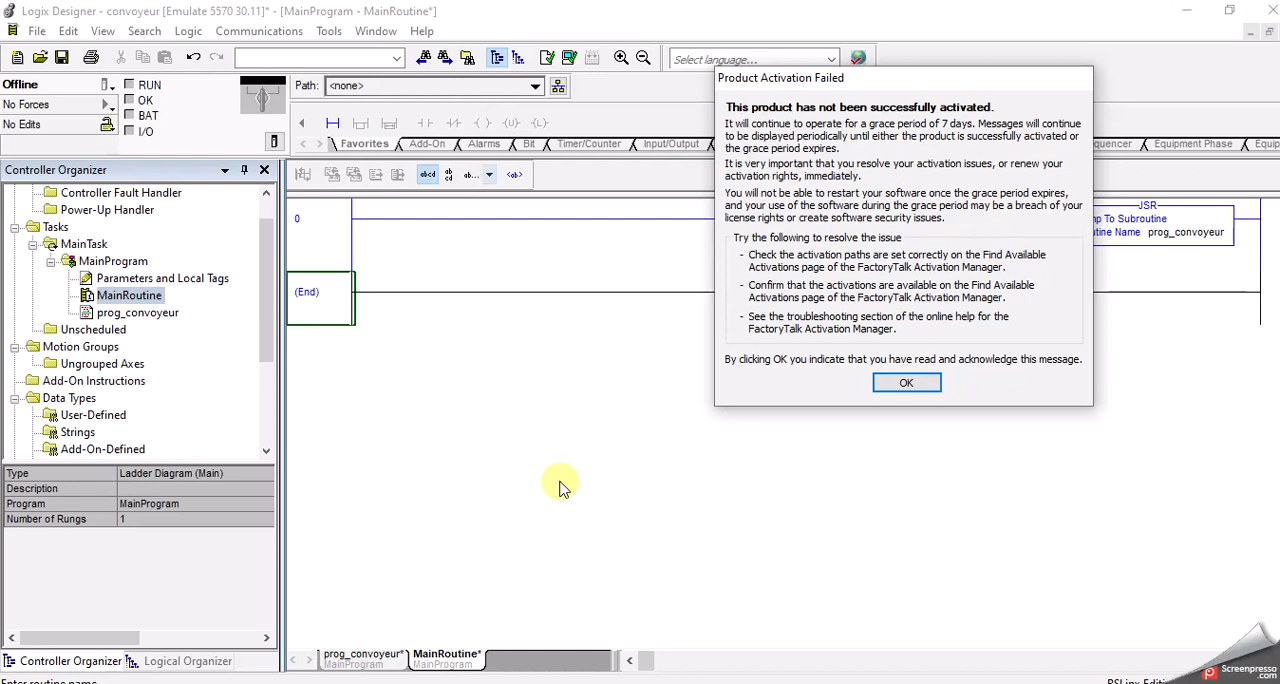 Logix Designer - convoyeur [Emulate 5570 30.11]* - [MainProgram - MainRoutine*]
File Edit View Search Logic Communications Tools Window Help
Select language...
Offline
RUN
Path: <none>
No Forces
OK
No Edits
BAT
I/O
Favorites Add-On Alarms Bit Timer/Counter Input/Output
Equipment Phase
Controller Organizer
Controller Fault Handler
Power-Up Handler
Tasks
MainTask
MainProgram
Parameters and Local Tags
MainRoutine
prog_convoyeur
Unscheduled
Motion Groups
Ungrouped Axes
Add-On Instructions
Data Types
User-Defined
Strings
Add-On-Defined
Type Ladder Diagram (Main)
Description
Program MainProgram
Number of Rungs 1
Controller Organizer Logical Organizer
0
(End)
JSR
To Subroutine
Name prog_convoyeur
Product Activation Failed
This product has not been successfully activated.
It will continue to operate for a grace period of 7 days. Messages will continue
to be displayed periodically until either the product is successfully activated or
the grace period expires.
It is very important that you resolve your activation issues, or renew your
activation rights, immediately.
You will not be able to restart your software once the grace period expires,
and your use of the software during the grace period may be a breach of your
license rights or create software security issues.
Try the following to resolve the issue
- Check the activation paths are set correctly on the Find Available
Activations page of the FactoryTalk Activation Manager.
- Confirm that the activations are available on the Find Available
Activations page of the FactoryTalk Activation Manager.
- See the troubleshooting section of the online help for the
FactoryTalk Activation Manager.
By clicking OK you indicate that you have read and acknowledge this message.
OK
prog_convoyeur* MainRoutine*
MainProgram MainProgram
Screenpresso
.com
Enter routine name